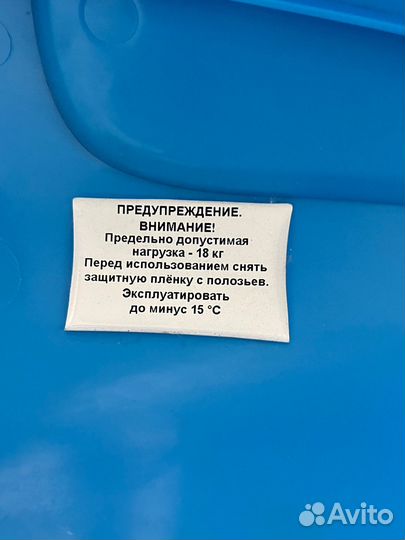 ПРЕДУПРЕЖДЕНИЕ.
ВНИМАНИЕ!
Предельно допустимая
нагрузка - 18 кг
Перед использованием снять
защитную плёнку с полозьев.
Эксплуатировать
до минус 15 °C
Avito